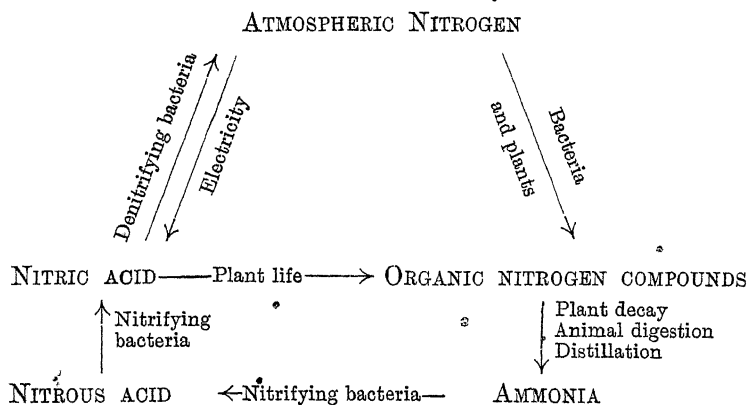 ATMOSPHERIC NITROGEN
Denitrifying bacteria
Electricity
Bacteria
and plants
NITRIC ACID Plant life ORGANIC NITROGEN COMPOUNDS
Nitrifying
bacteria
Plant decay
Animal digestion
Distillation
NITROUS ACID Nitrifying bacteria AMMONIA